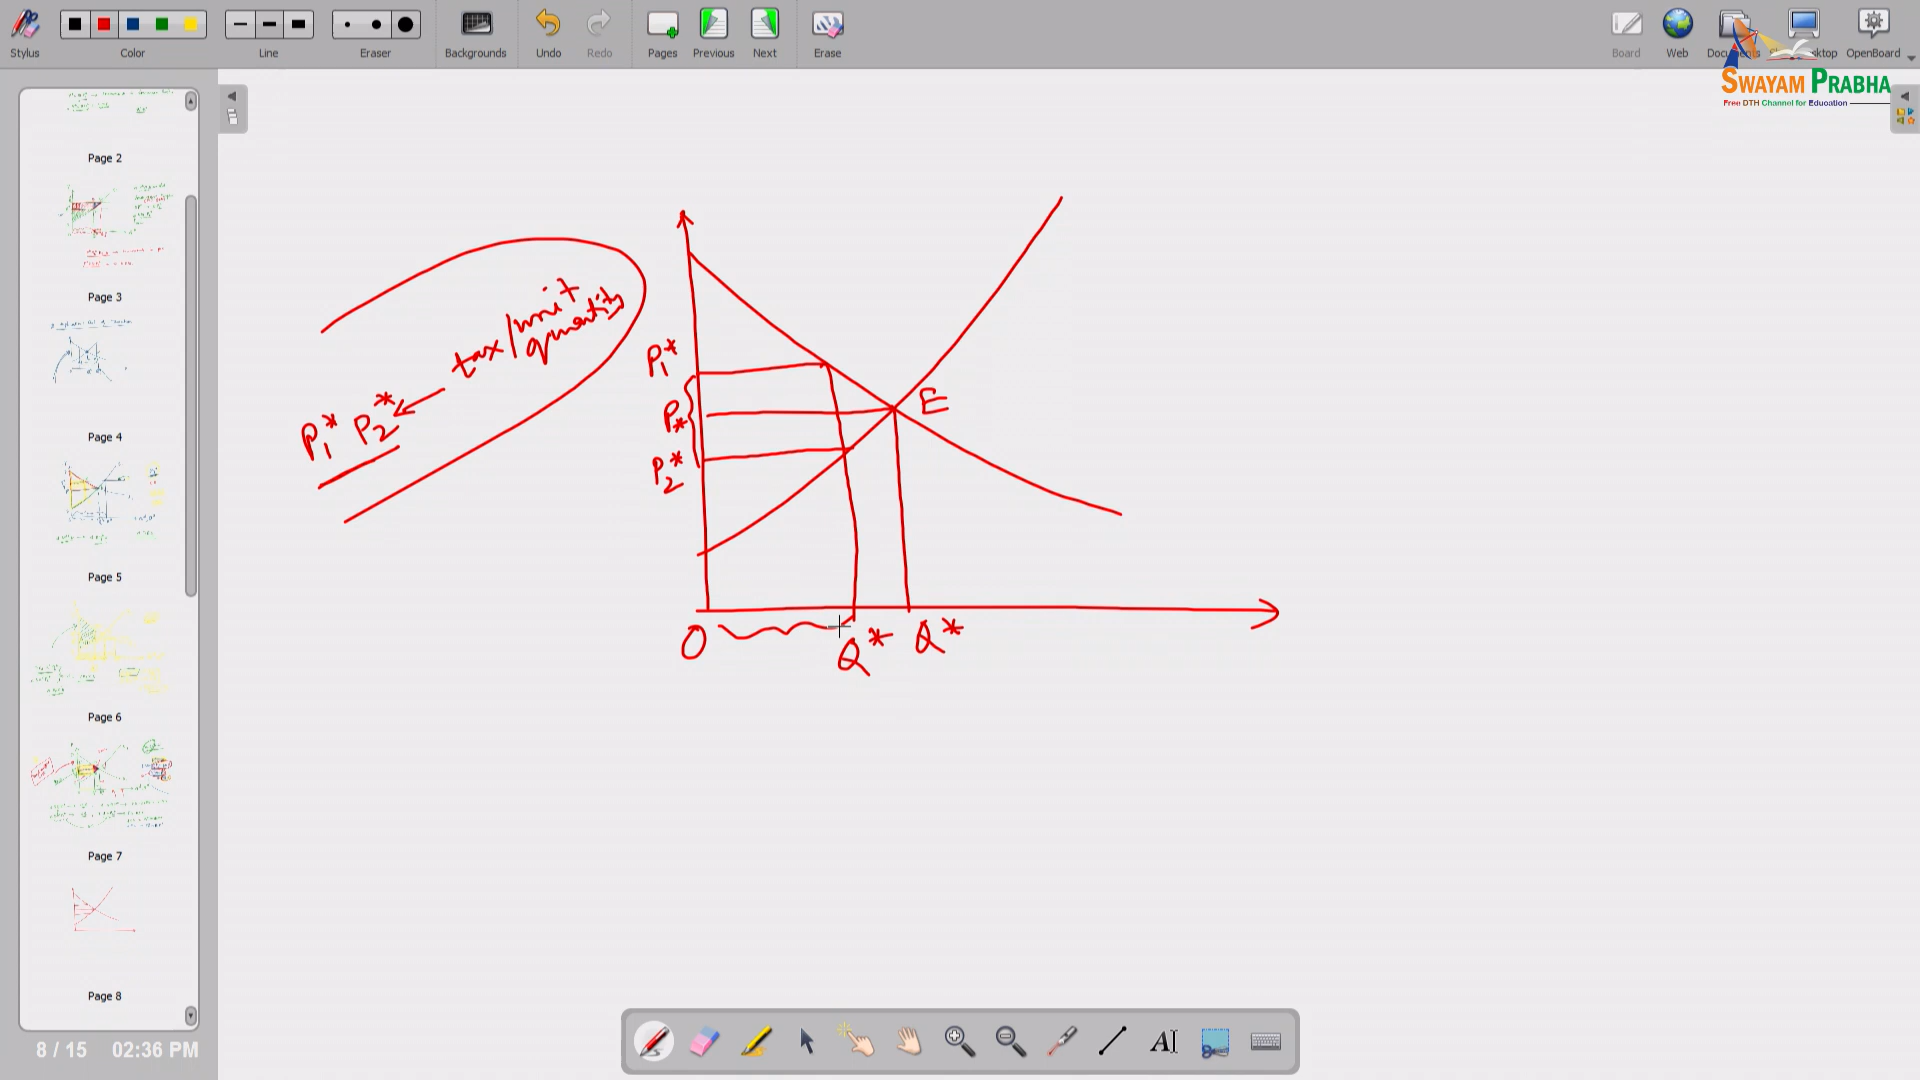 Stylus
Color
Line
Eraser
Backgrounds
Undo
Redo
Pages
Previous
Next
Erase
Board
Web
OpenBoard
SWAYAM PRABHA
Free DTH Channel for Education
Page 2
Page 3
Page 4
Page 5
Page 6
Page 7
Page 8
8 / 15 02:36 PM
tax/unit
quantity
P1* P2*
P1*
P*
P2*
E
O
Q*
Q*
AI